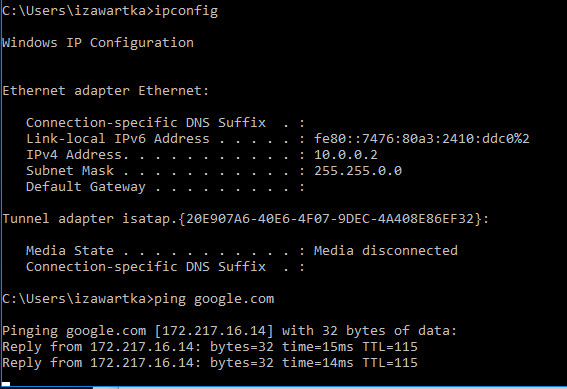 C:\Users\izawartka>ipconfig
Windows IP Configuration
Ethernet adapter Ethernet:
Connection-specific DNS Suffix  . :
Link-local IPv6 Address . . . . . : fe80::7476:80a3:2410:ddc0%2
IPv4 Address. . . . . . . . . . . : 10.0.0.2
Subnet Mask . . . . . . . . . . . : 255.255.0.0
Default Gateway . . . . . . . . . :
Tunnel adapter isatap.{20E907A6-40E6-4F07-9DEC-4A408E86EF32}:
Media State . . . . . . . . . . . : Media disconnected
Connection-specific DNS Suffix  . :
C:\Users\izawartka>ping google.com
Pinging google.com [172.217.16.14] with 32 bytes of data:
Reply from 172.217.16.14: bytes=32 time=15ms TTL=115
Reply from 172.217.16.14: bytes=32 time=14ms TTL=115